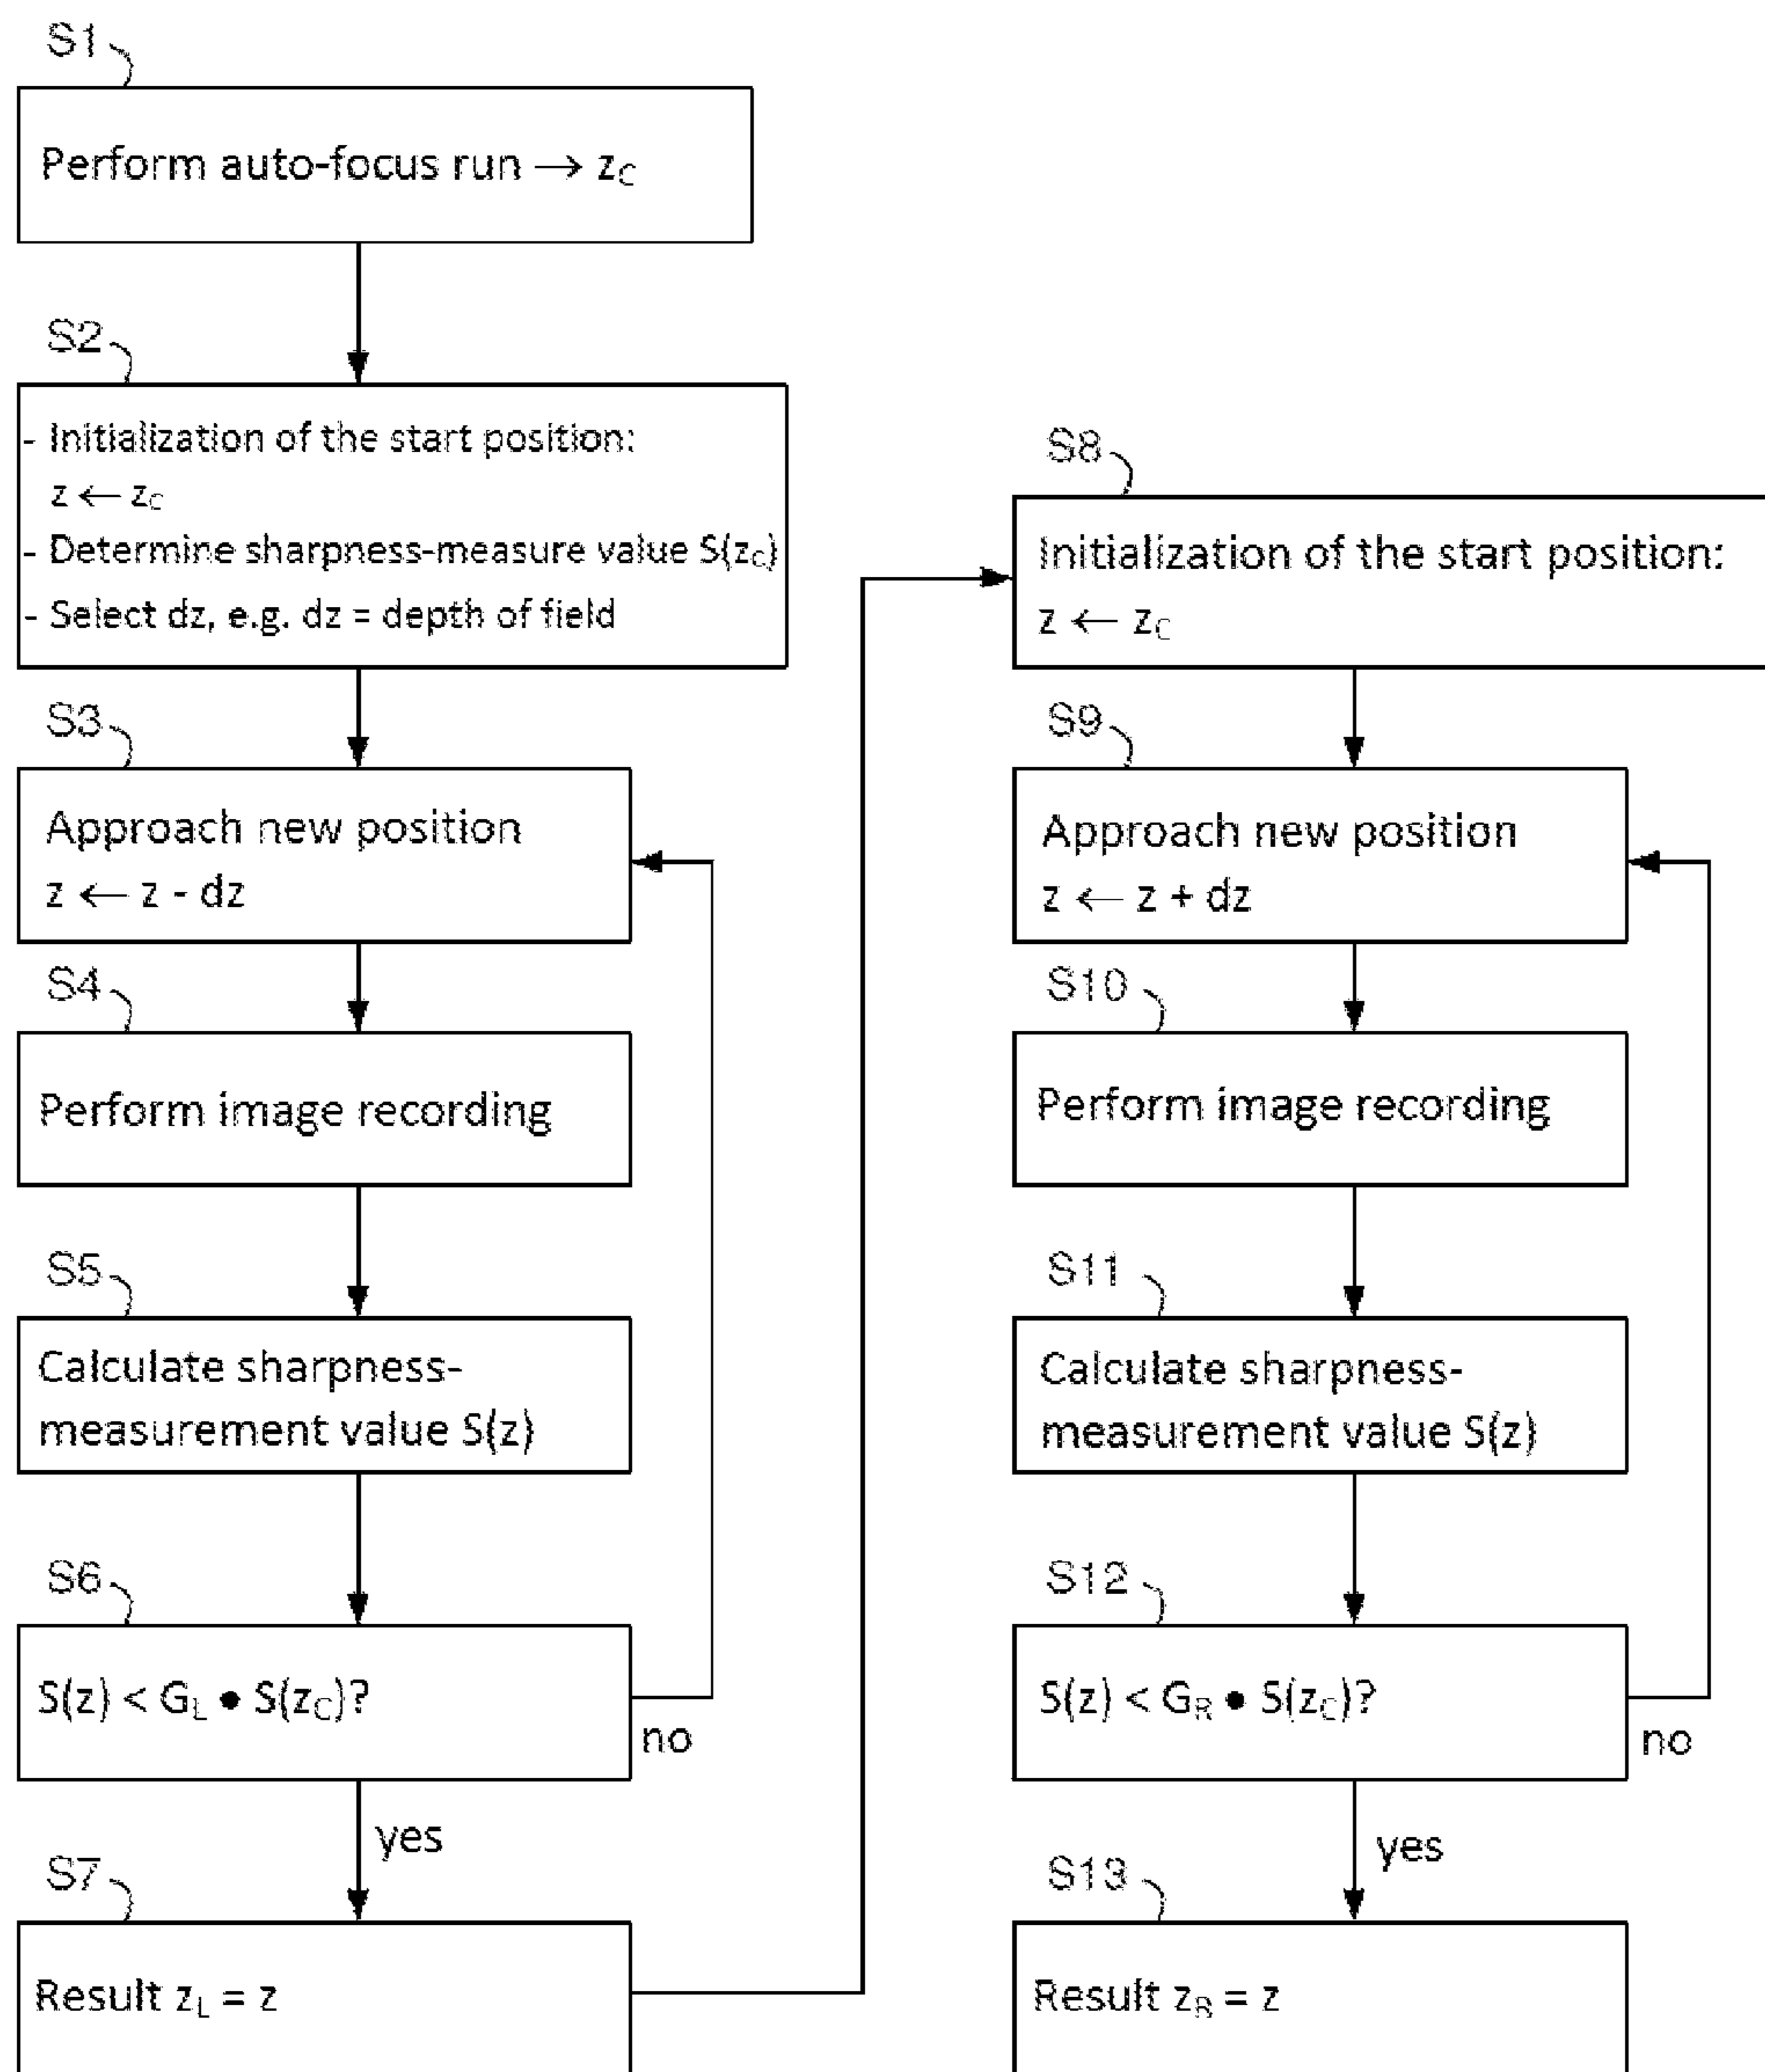 S1
Perform auto-focus run → zC
S2
- Initialization of the start position:
z ← zC
- Determine sharpness-measure value S(zC)
- Select dz, e.g. dz = depth of field
S3
Approach new position
z ← z - dz
S4
Perform image recording
S5
Calculate sharpness-
measurement value S(z)
S6
S(z) < GL • S(zC)?
no
yes
S7
Result zL = z
S8
Initialization of the start position:
z ← zC
S9
Approach new position
z ← z + dz
S10
Perform image recording
S11
Calculate sharpness-
measurement value S(z)
S12
S(z) < GR • S(zC)?
no
yes
S13
Result zR = z